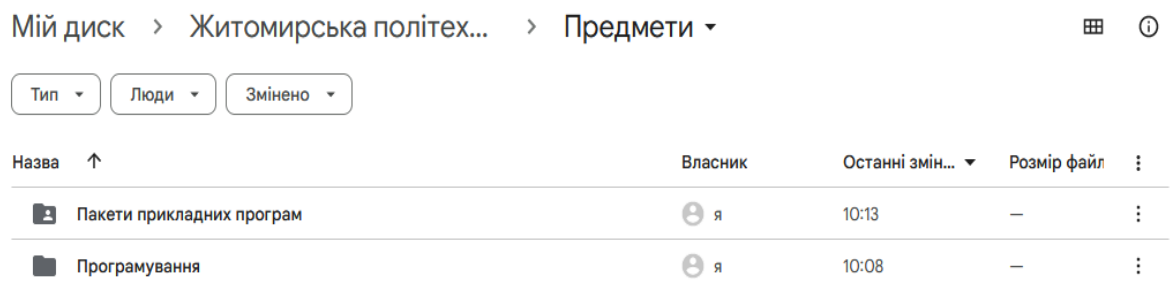 Мій диск > Житомирська політех... > Предмети
Тип Люди Змінено
Назва Власник Останні змін... Розмір файл
Пакети прикладних програм я 10:13 —
Програмування я 10:08 —